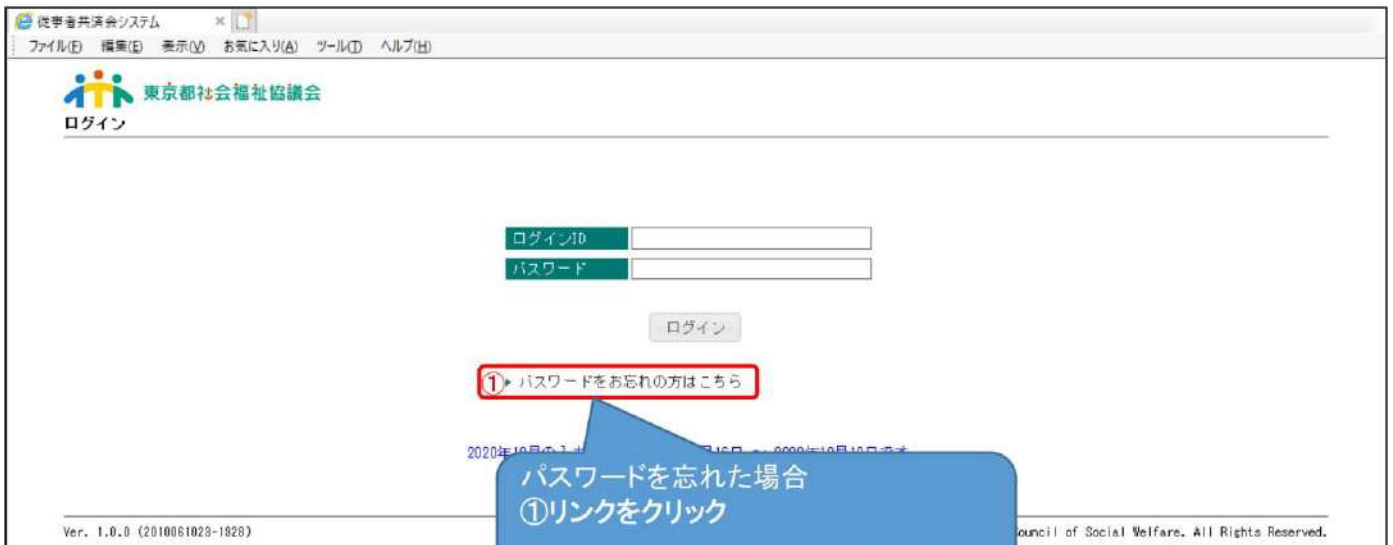 従事者共済会システム
ファイル(F) 編集(E) 表示(V) お気に入り(A) ツール(T) ヘルプ(H)
東京都社会福祉協議会
ログイン
ログインID
パスワード
ログイン
①パスワードをお忘れの方はこちら
2020年
パスワードを忘れた場合
①リンクをクリック
Ver. 1.0.0 (2010061023-1828)
ouncil of Social Welfare. All Rights Reserved.